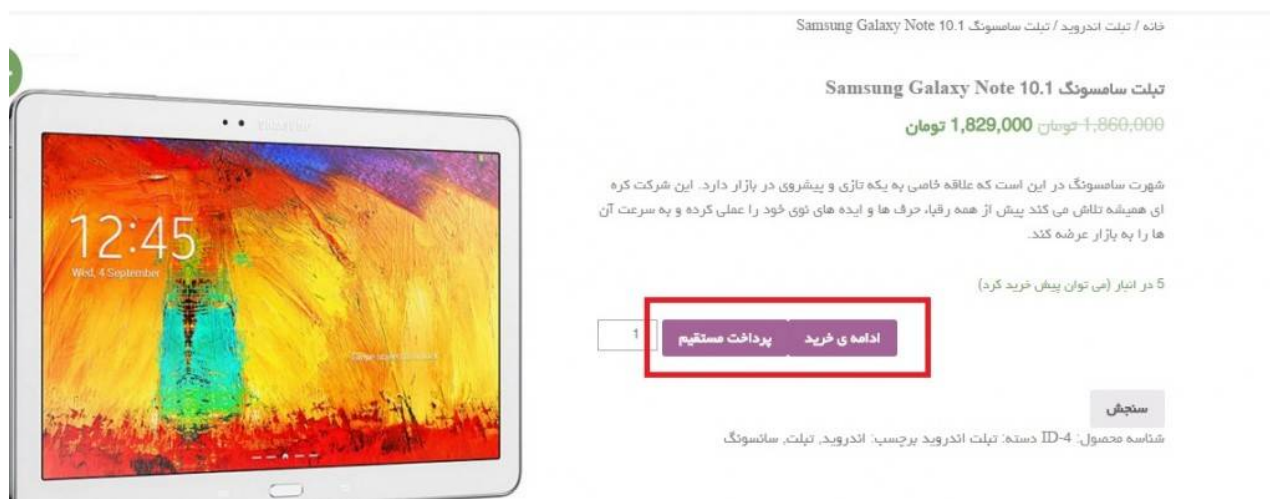 خانه / تبلت اندروید / تبلت سامسونگ Samsung Galaxy Note 10.1
تبلت سامسونگ Samsung Galaxy Note 10.1
1,860,000 تومان 1,829,000 تومان
شهرت سامسونگ در این است که علاقه خاصی به یکه تازی و پیشروی در بازار دارد. این شرکت کره
ای همیشه تلاش می کند پیش از همه رقبا، حرف ها و ایده های نوی خود را عملی کرده و به سرعت آن
ها را به بازار عرضه کند.
5 در انبار (می توان پیش خرید کرد)
ادامه ی خرید پرداخت مستقیم 1
سنجش
شناسه محصول: ID-4 دسته: تبلت اندروید برچسب: اندروید, تبلت, سانسونگ
SAMSUNG
12:45
Wed, 4 September